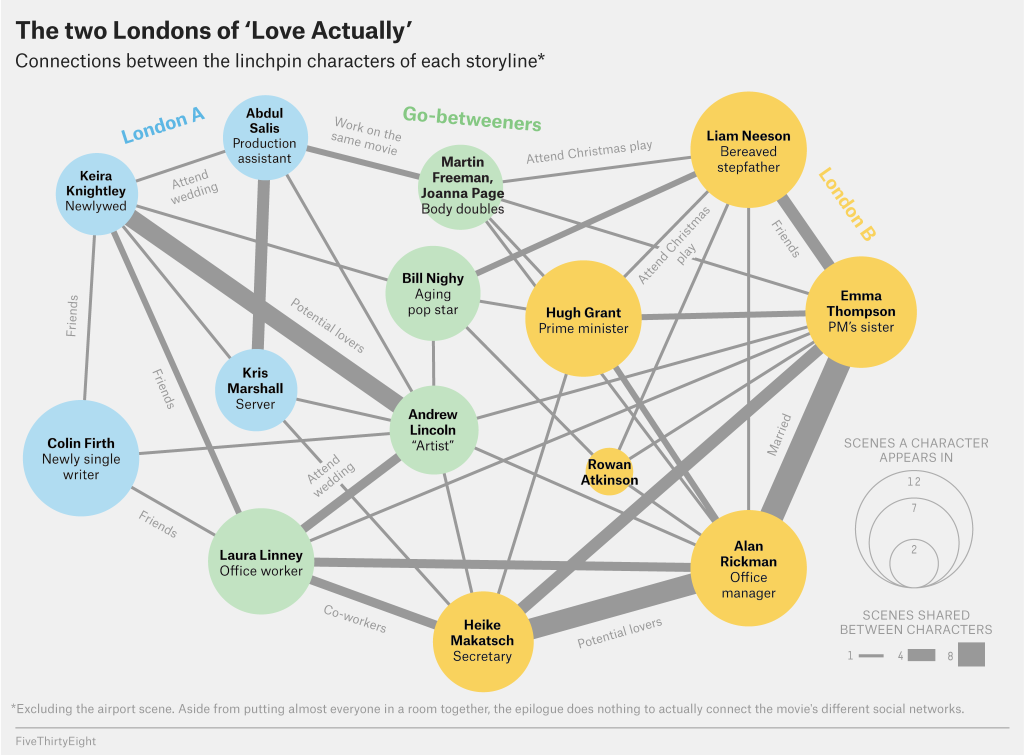 The two Londons of ‘Love Actually’
Connections between the linchpin characters of each storyline*
London A
Go-betweeners
London B
Abdul
Salis
Production
assistant
Work on the
same movie
Attend Christmas play
Liam Neeson
Bereaved
stepfather
Keira
Knightley
Newlywed
Attend
wedding
Martin
Freeman,
Joanna Page
Body doubles
Attend Christmas
play
Friends
Bill Nighy
Aging
pop star
Hugh Grant
Prime minister
Emma
Thompson
PM’s sister
Friends
Potential lovers
Friends
Kris
Marshall
Server
Andrew
Lincoln
“Artist”
Married
Colin Firth
Newly single
writer
Attend
wedding
Rowan
Atkinson
Friends
Laura Linney
Office worker
Alan
Rickman
Office
manager
Co-workers
Heike
Makatsch
Secretary
Potential lovers
SCENES A CHARACTER
APPEARS IN
12
7
2
SCENES SHARED
BETWEEN CHARACTERS
1
4
8
*Excluding the airport scene. Aside from putting almost everyone in a room together, the epilogue does nothing to actually connect the movie’s different social networks.
FiveThirtyEight